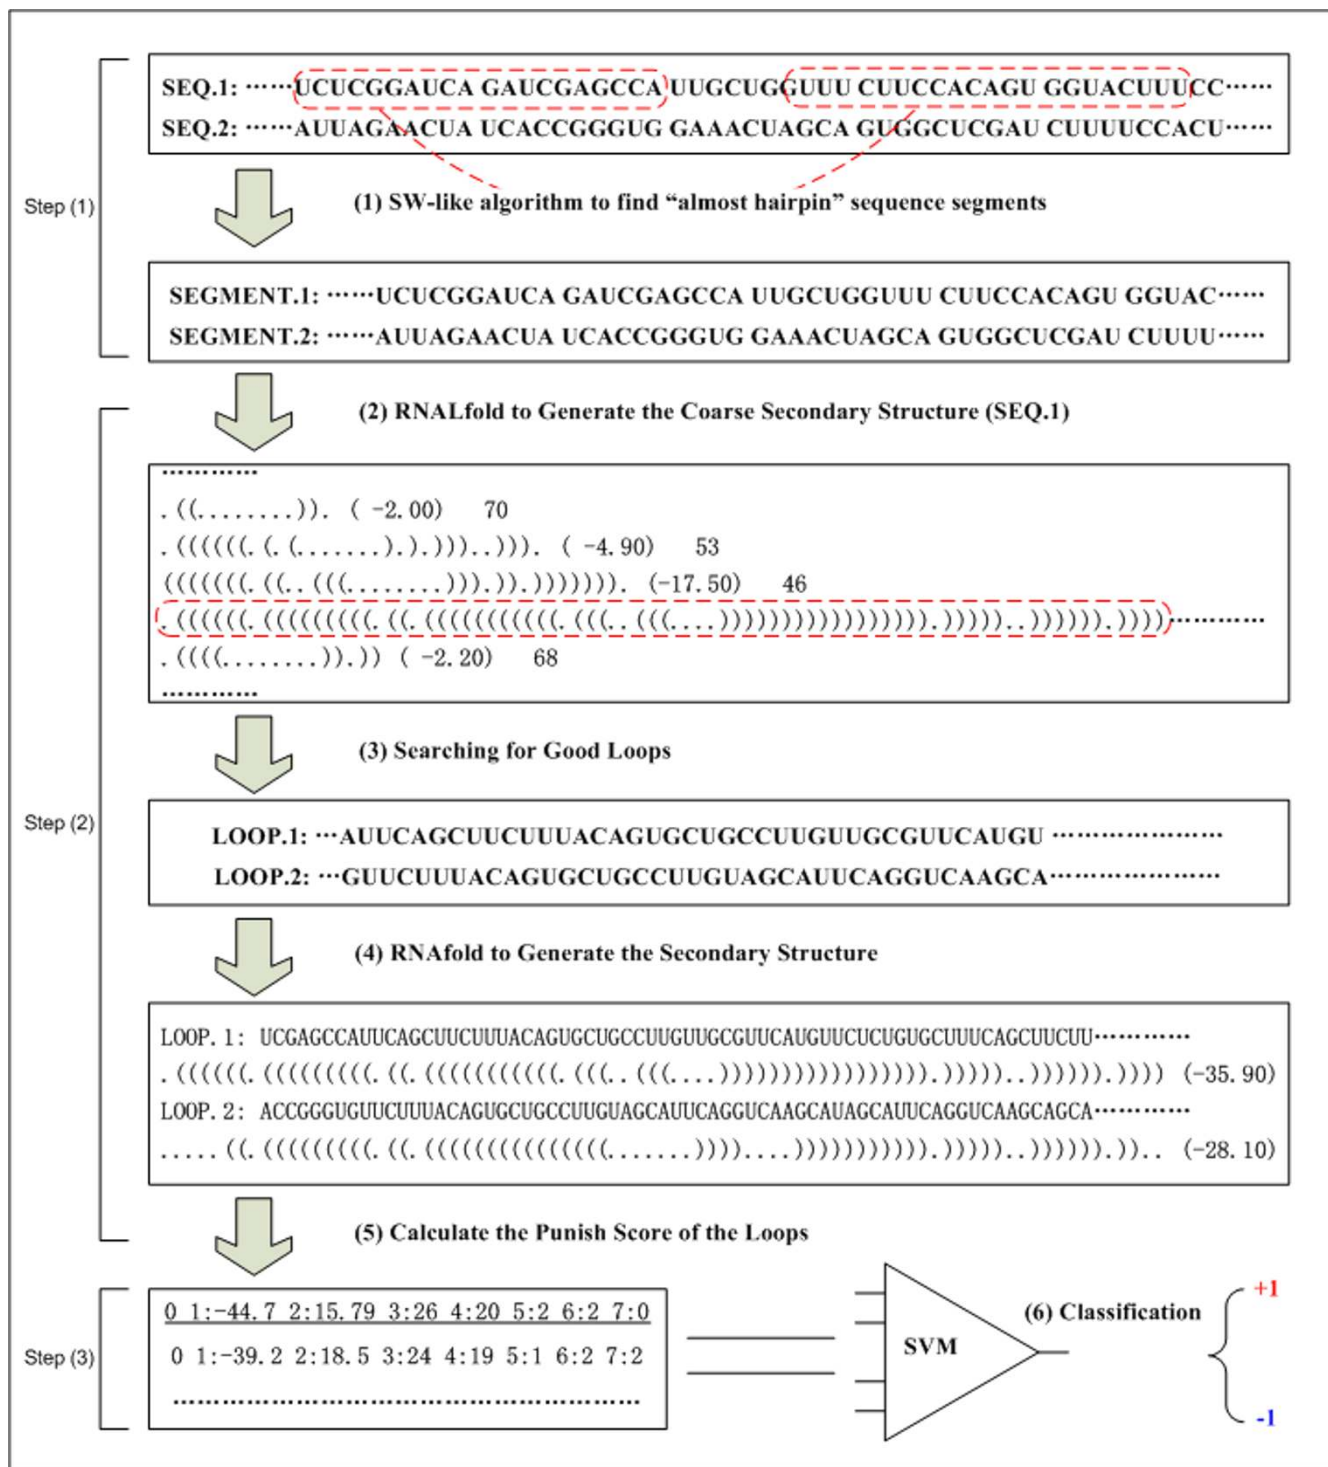 SEQ.1: ······UCUCGGAUCA GAUCGAGCCA UUGCUGGUUU CUUCCACAGU GGUACUUUCC······
SEQ.2: ······AUUAGAACUA UCACCGGGUG GAAACUAGCA GUGGCUCGAU CUUUUCCACU······
Step (1)
(1) SW-like algorithm to find “almost hairpin” sequence segments
SEGMENT.1: ······UCUCGGAUCA GAUCGAGCCA UUGCUGGUUU CUUCCACAGU GGUAC······
SEGMENT.2: ······AUUAGAACUA UCACCGGGUG GAAACUAGCA GUGGCUCGAU CUUUU······
(2) RNALfold to Generate the Coarse Secondary Structure (SEQ.1)
············
.((........)). ( -2.00) 70
.((((((.(.(.......).).)))..))). ( -4.90) 53
(((((((.((..(((........))).)).))))))). (-17.50) 46
.((((((.(((((((((.((.(((((((((((.(((..(((....))))))))))))))))).)))))..)))))).))))············
.((((........)).)) ( -2.20) 68
············
(3) Searching for Good Loops
Step (2)
LOOP.1: ···AUUCAGCUUCUUUACAGUGCUGCCUUGUUGCGUUCAUGU ·····················
LOOP.2: ···GUUCUUUACAGUGCUGCCUUGUAGCAUUCAGGUCAAGCA·····················
(4) RNAfold to Generate the Secondary Structure
LOOP.1: UCGAGCCAUUCAGCUUCUUUACAGUGCUGCCUUGUUGCGUUCAUGUUCUCUGUGCUUUCAGCUUCUU············
.((((((.(((((((((.((.(((((((((((.(((..(((....))))))))))))))))).)))))..)))))).)))) (-35.90)
LOOP.2: ACCGGGUGUUCUUUACAGUGCUGCCUUGUAGCAUUCAGGUCAAGCAUAGCAUUCAGGUCAAGCAGCA············
.....((.(((((((((.((.(((((((((((((((.......))))....))))))))))).)))))..)))))).)).. (-28.10)
(5) Calculate the Punish Score of the Loops
0 1:-44.7 2:15.79 3:26 4:20 5:2 6:2 7:0
0 1:-39.2 2:18.5 3:24 4:19 5:1 6:2 7:2
··················································
Step (3)
SVM
(6) Classification
+1
-1